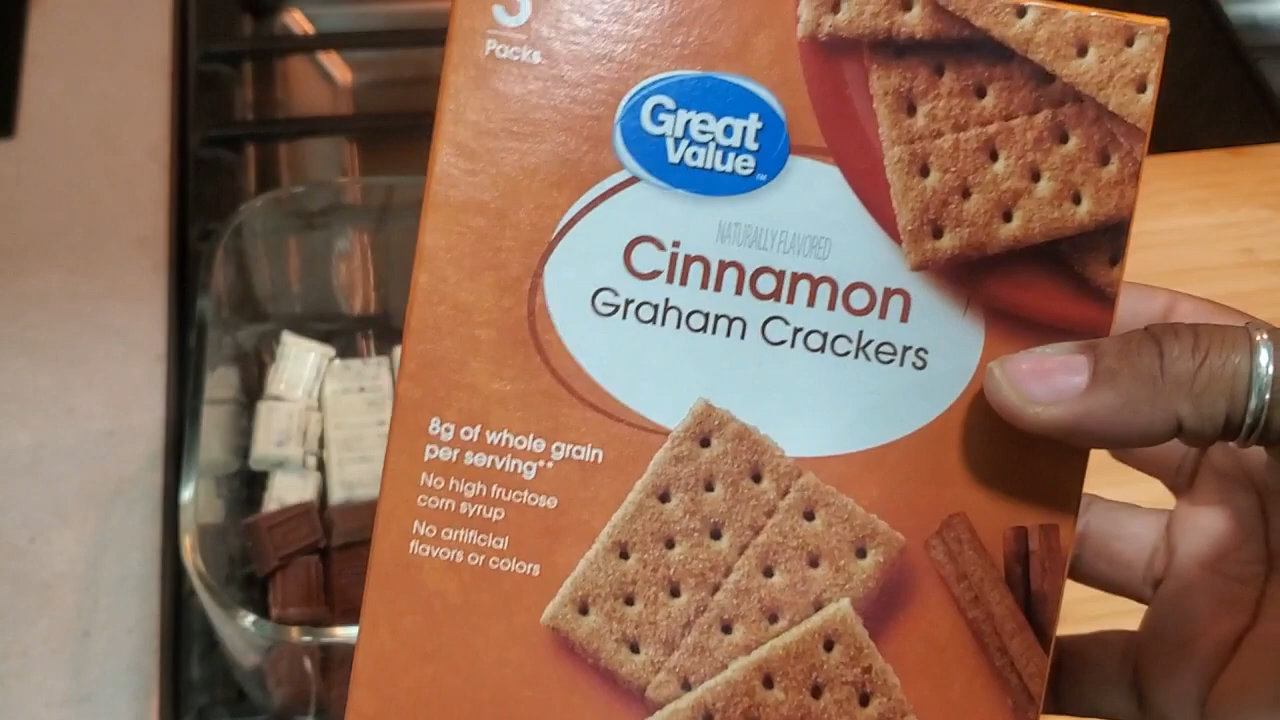 3
Packs
Great
Value™
NATURALLY FLAVORED
Cinnamon
Graham Crackers
8g of whole grain
per serving**
No high fructose
corn syrup
No artificial
flavors or colors